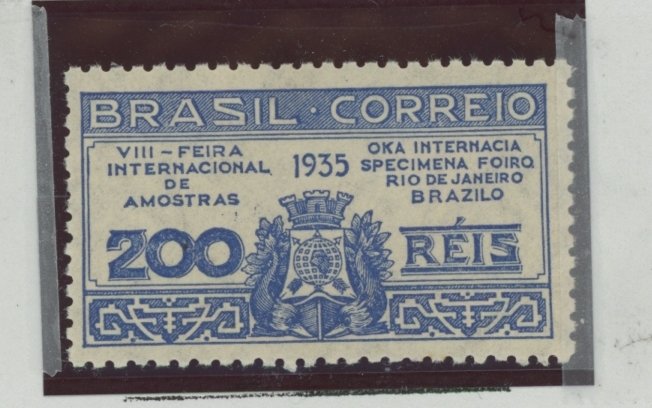 BRASIL · CORREIO
VIII – FEIRA
INTERNACIONAL
DE
AMOSTRAS
1935
OKA INTERNACIA
SPECIMENA FOIRO
RIO DE JANEIRO
BRAZILO
200
RÉIS